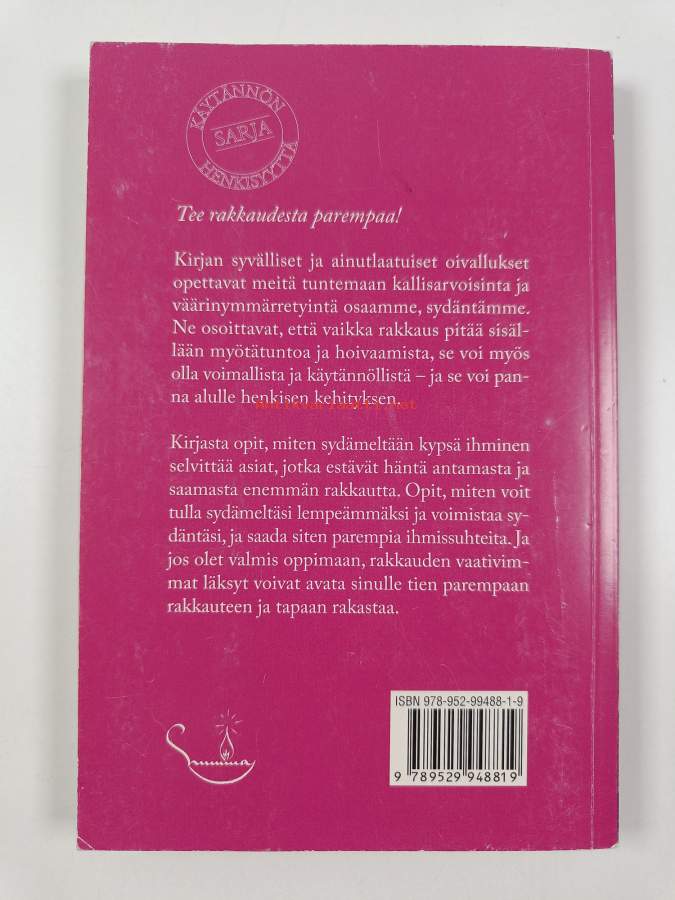 KÄYTÄNNÖN
SARJA
HENKISYYTTÄ
Tee rakkaudesta parempaa!
Kirjan syvälliset ja ainutlaatuiset oivallukset
opettavat meitä tuntemaan kallisarvoisinta ja
väärinymmärretyintä osaamme, sydäntämme.
Ne osoittavat, että vaikka rakkaus pitää sisäl-
lään myötätuntoa ja hoivaamista, se voi myös
olla voimallista ja käytännöllistä – ja se voi pan-
na alulle henkisen kehityksen.
Antikvariaatti.net
Kirjasta opit, miten sydämeltään kypsä ihminen
selvittää asiat, jotka estävät häntä antamasta ja
saamasta enemmän rakkautta. Opit, miten voit
tulla sydämeltäsi lempeämmäksi ja voimistaa sy-
däntäsi, ja saada siten parempia ihmissuhteita. Ja
jos olet valmis oppimaan, rakkauden vaativim-
mat läksyt voivat avata sinulle tien parempaan
rakkauteen ja tapaan rakastaa.
ISBN 978-952-99488-1-9
9 789529 948819